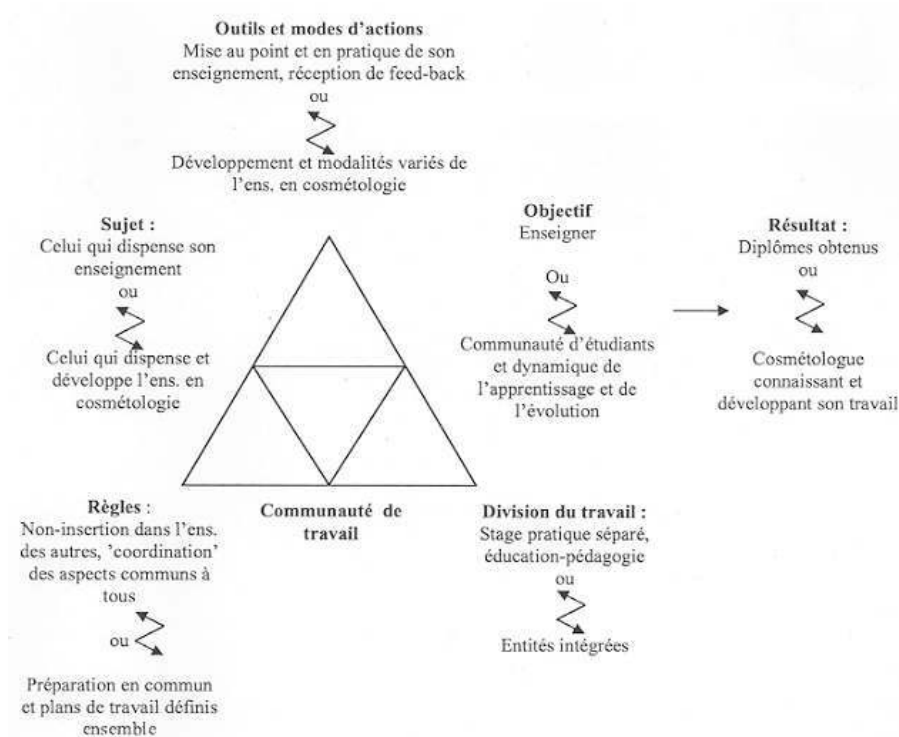 Outils et modes d'actions
Mise au point et en pratique de son
enseignement, réception de feed-back
ou
Développement et modalités variés de
l'ens. en cosmétologie
Sujet :
Celui qui dispense son
enseignement
ou
Celui qui dispense et
développe l'ens. en
cosmétologie
Objectif
Enseigner
Ou
Communauté d'étudiants
et dynamique de
l'apprentissage et de
l'évolution
Résultat :
Diplômes obtenus
ou
Cosmétologue
connaissant et
développant son travail
Règles :
Non-insertion dans l'ens.
des autres, 'coordination'
des aspects communs à
tous
ou
Préparation en commun
et plans de travail définis
ensemble
Communauté de
travail
Division du travail :
Stage pratique séparé,
éducation-pédagogie
ou
Entités intégrées